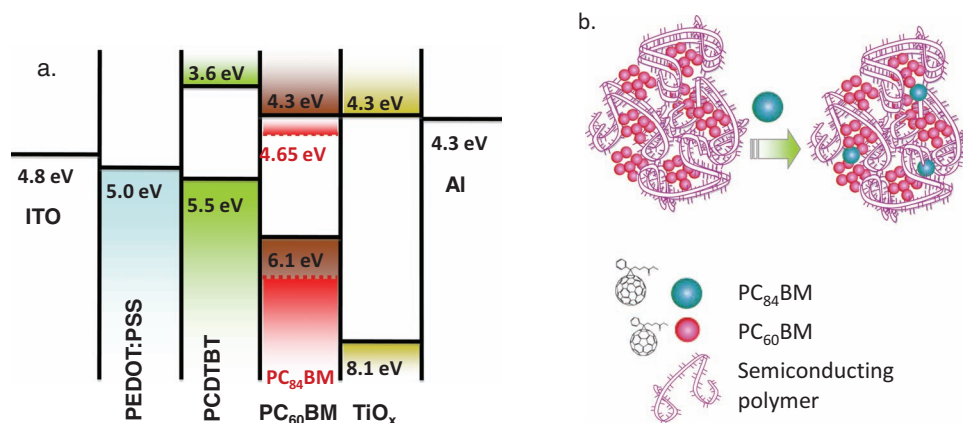 a.
3.6 eV
4.3 eV
4.3 eV
4.65 eV
4.3 eV
Al
4.8 eV
ITO
5.0 eV
5.5 eV
6.1 eV
8.1 eV
PEDOT:PSS
PCDTBT
PC₈₄BM
PC₆₀BM
TiOₓ
b.
PC₈₄BM
PC₆₀BM
Semiconducting
polymer